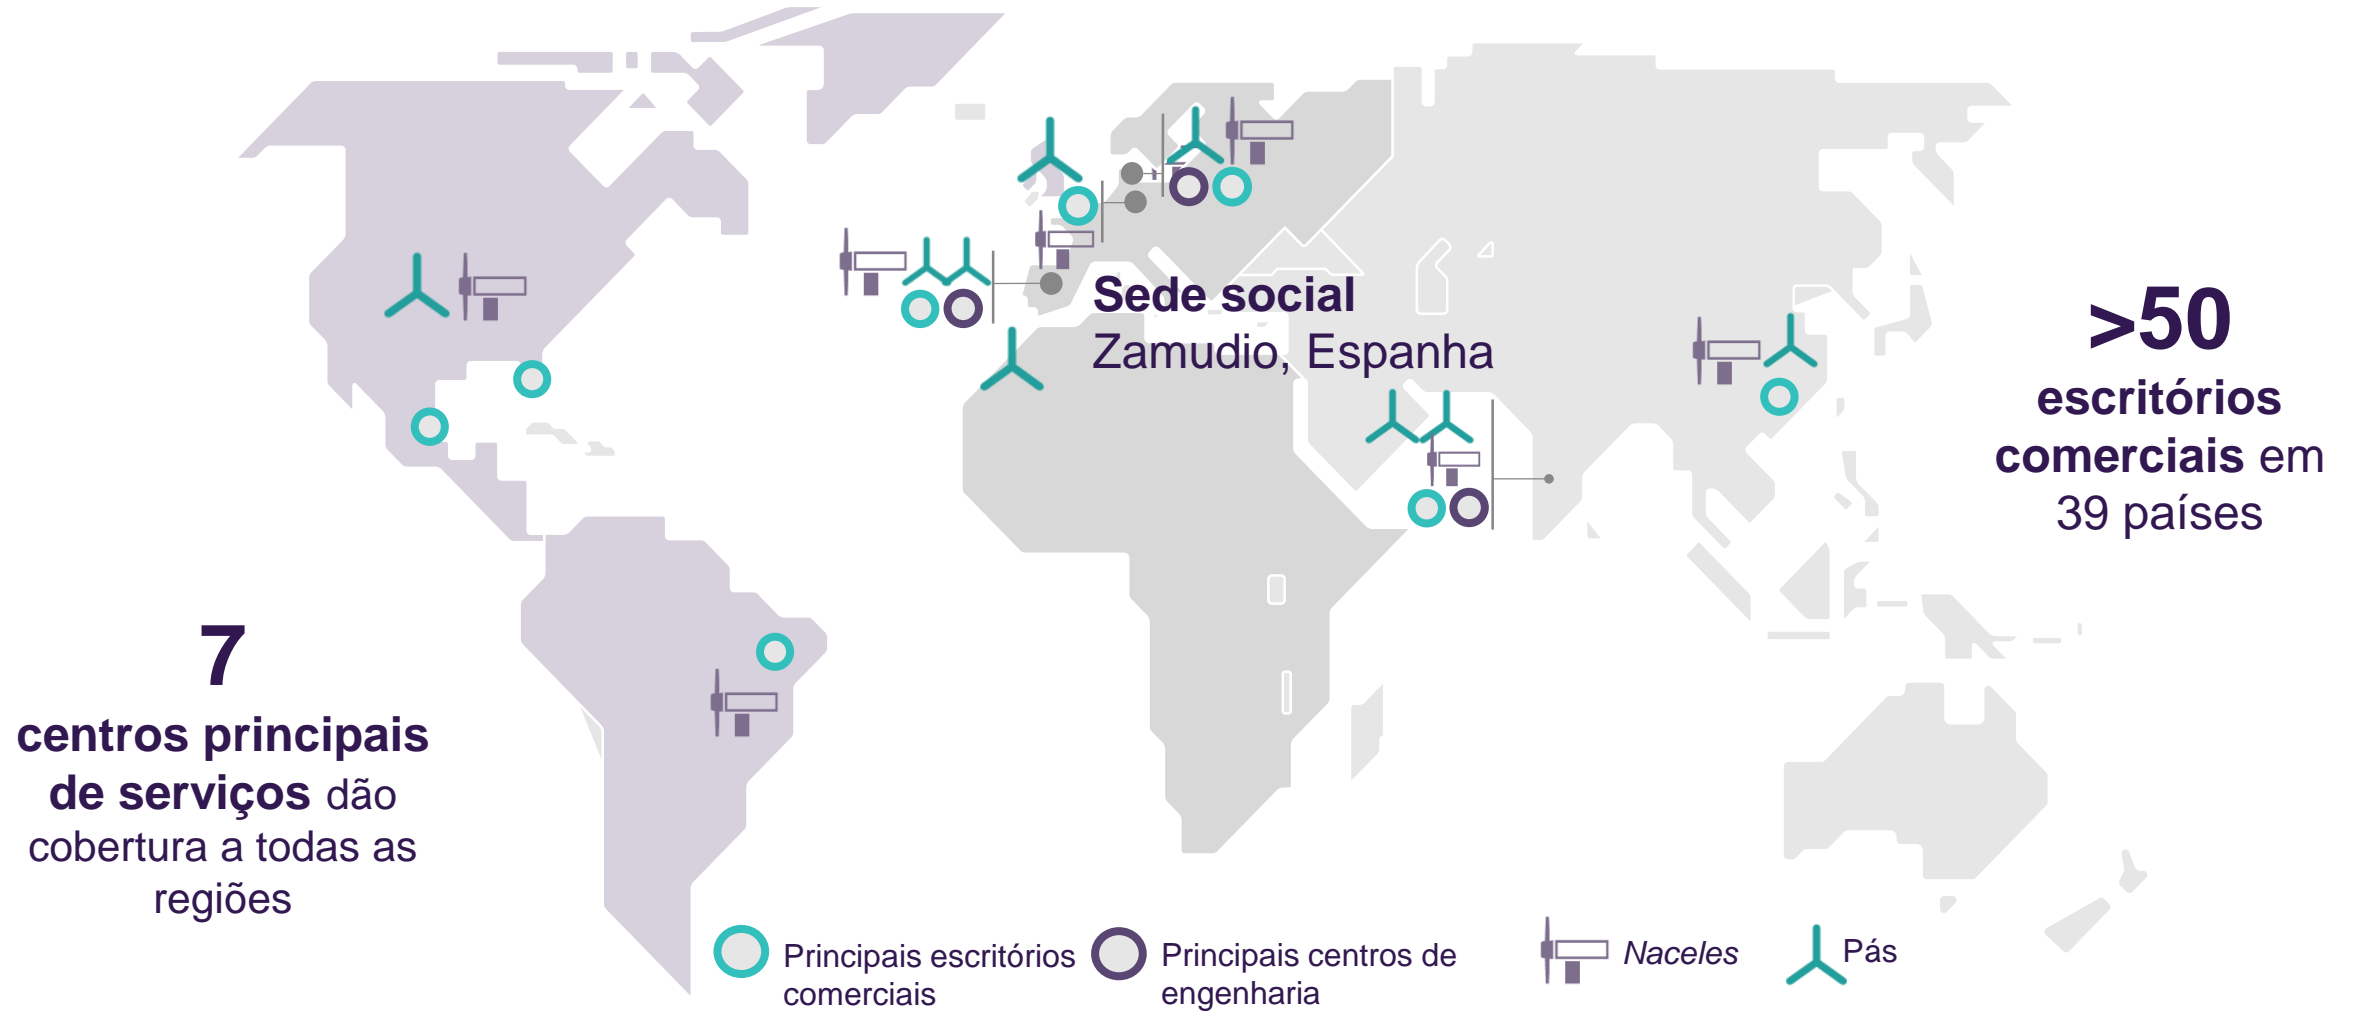 Sede social
Zamudio, Espanha
>50
escritórios
comerciais em
39 países
7
centros principais
de serviços dão
cobertura a todas as
regiões
Principais escritórios
comerciais
Principais centros de
engenharia
Naceles
Pás